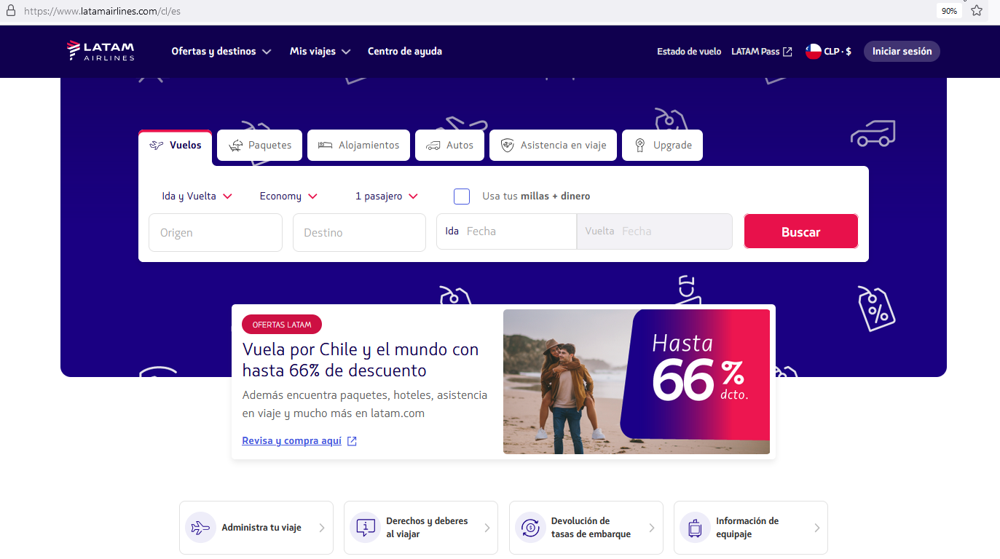 https://www.latamairlines.com/cl/es
90%
LATAM
AIRLINES
Ofertas y destinos
Mis viajes
Centro de ayuda
Estado de vuelo
LATAM Pass
CLP · $
Iniciar sesión
Vuelos
Paquetes
Alojamientos
Autos
Asistencia en viaje
Upgrade
Ida y Vuelta
Economy
1 pasajero
Usa tus millas + dinero
Origen
Destino
Ida Fecha
Vuelta Fecha
Buscar
OFERTAS LATAM
Vuela por Chile y el mundo con
hasta 66% de descuento
Además encuentra paquetes, hoteles, asistencia
en viaje y mucho más en latam.com
Revisa y compra aquí
Hasta
66%
dcto.
Administra tu viaje
Derechos y deberes
al viajar
Devolución de
tasas de embarque
Información de
equipaje